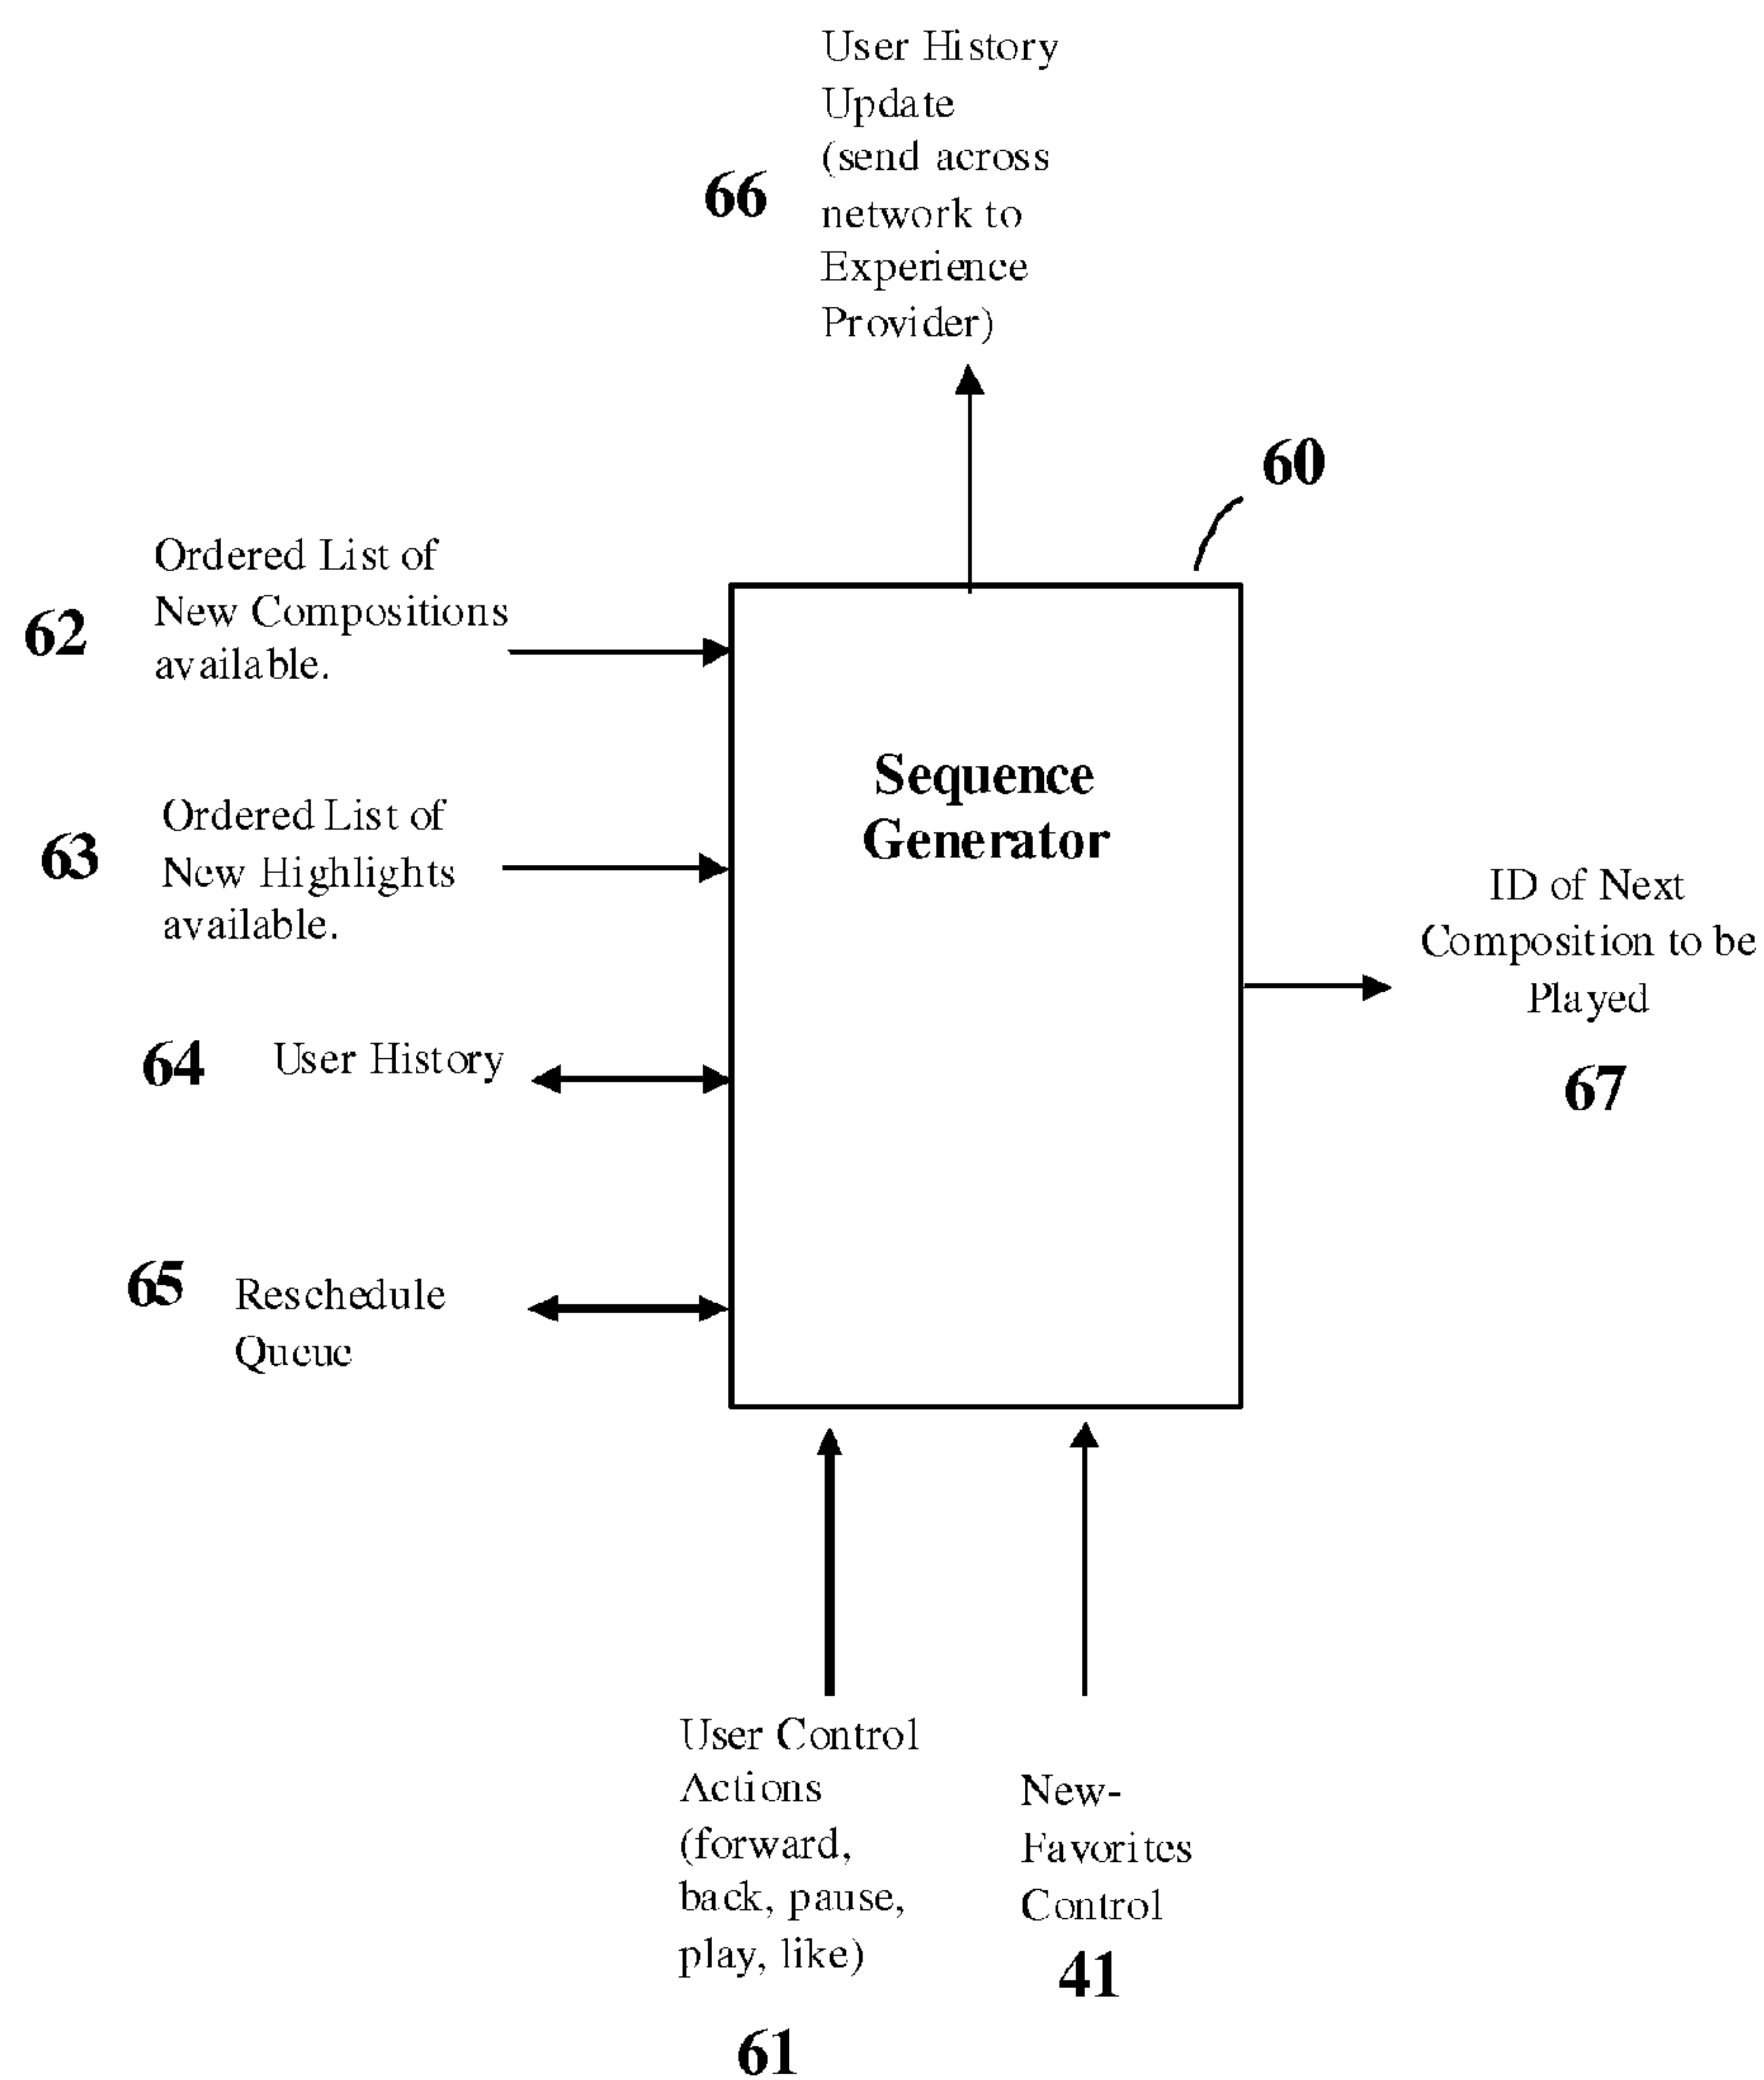 User History
Update
(send across
network to
Experience
Provider)
66
60
Ordered List of
New Compositions
available.
62
Sequence
Generator
Ordered List of
New Highlights
available.
63
ID of Next
Composition to be
Played
67
64
User History
65
Reschedule
Queue
User Control
Actions
(forward,
back, pause,
play, like)
61
New-
Favorites
Control
41